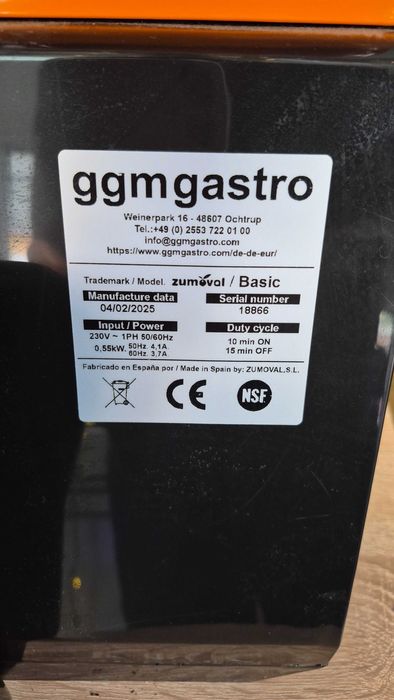 ggmgastro
Weinerpark 16 - 48607 Ochtrup
Tel.:+49 (0) 2553 722 01 00
info@ggmgastro.com
https://www.ggmgastro.com/de-de-eur/
Trademark / Model. zumoval / Basic
Manufacture data Serial number
04/02/2025 18866
Input / Power Duty cycle
230V ~ 1PH 50/60Hz 10 min ON
0,55kW. 50Hz. 4,1A. 15 min OFF
60Hz. 3,7A.
Fabricado en España por / Made in Spain by: ZUMOVAL,S.L.
CE NSF